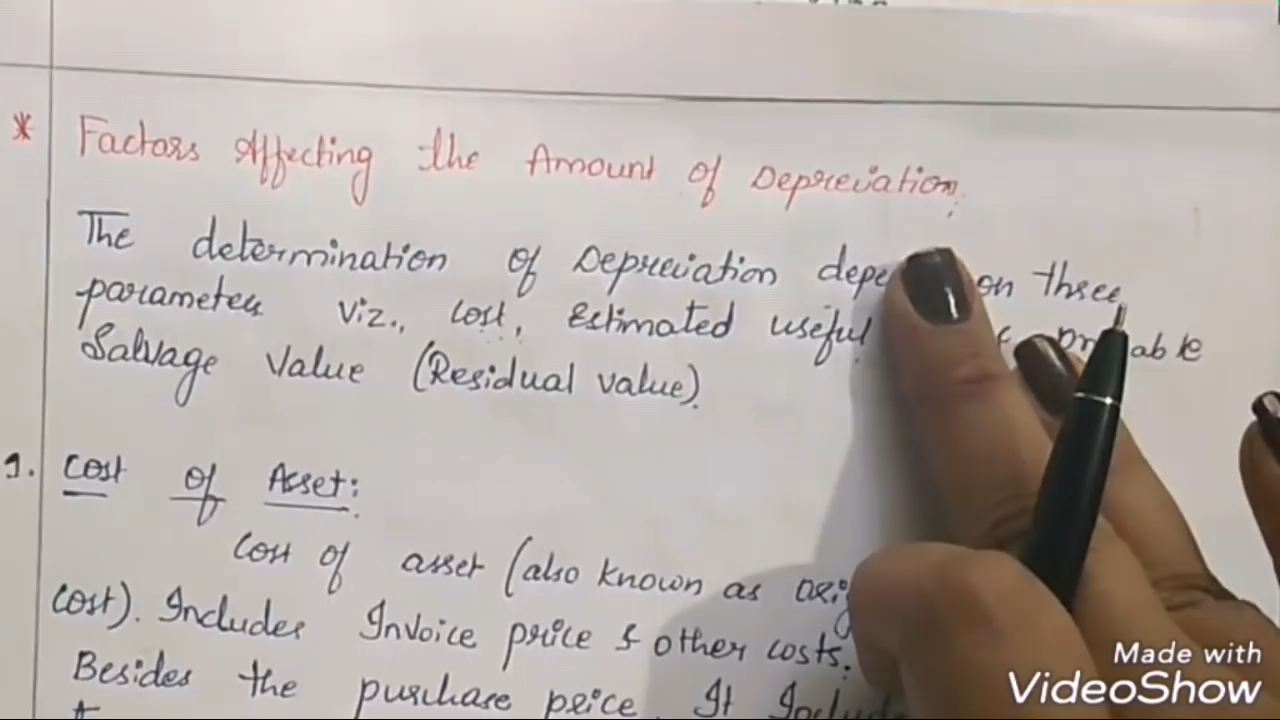 * Factors Affecting the Amount of Depreciation.
The determination of Depreciation on three
parameters viz., cost, Estimated useful
Salvage Value (Residual value).
1. Cost of Asset:
Cost of asset (also known as
cost). Includes Invoice price & other costs.
Besides the purchase price. It
Made with
VideoShow